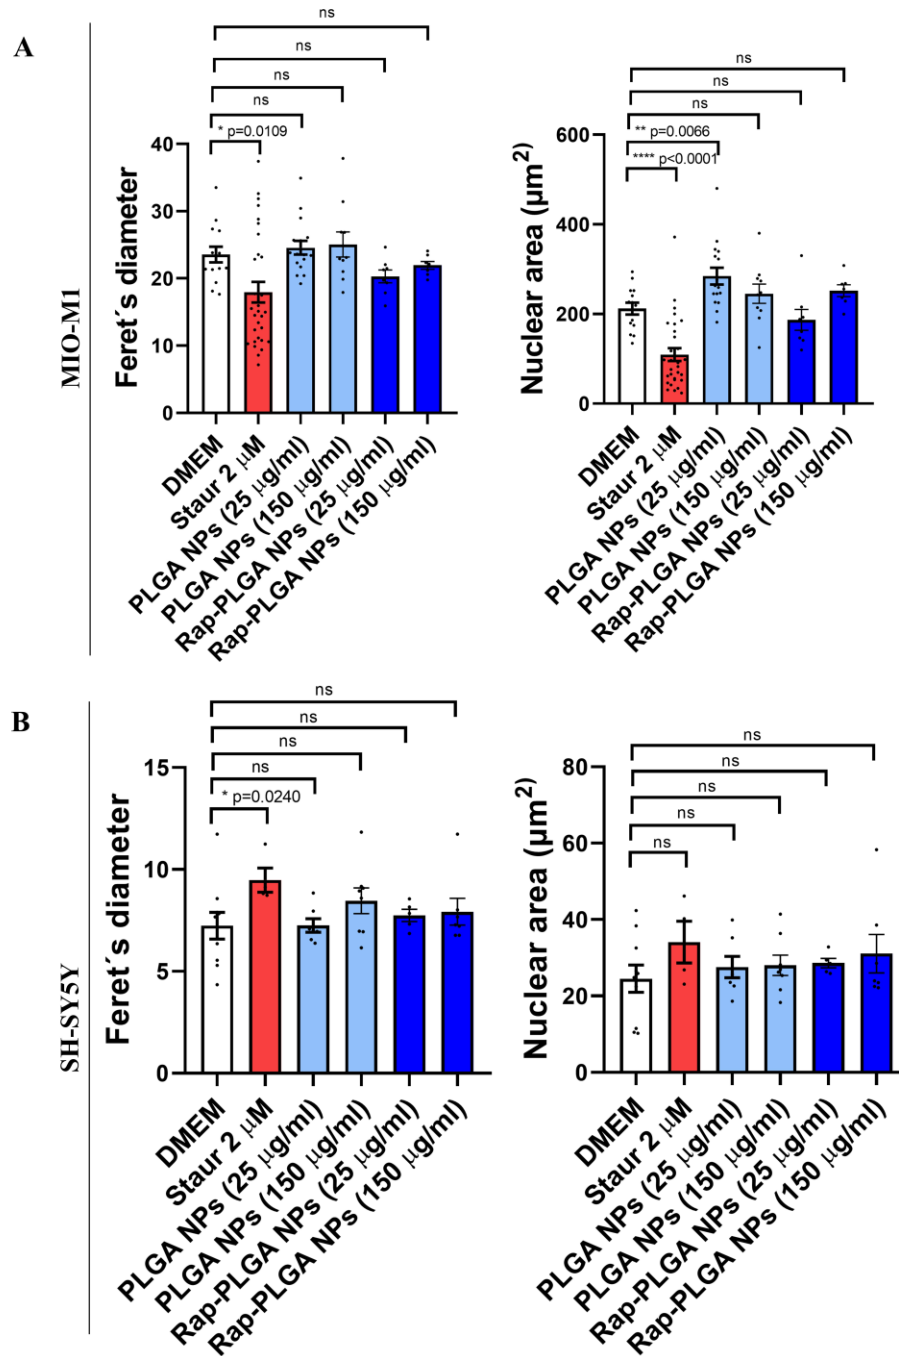 A
MIO-M1
ns
ns
ns
ns
* p=0.0109
Feret´s diameter
40
30
20
10
0
DMEM
Staur 2 μM
PLGA NPs (25 μg/ml)
PLGA NPs (150 μg/ml)
Rap-PLGA NPs (25 μg/ml)
Rap-PLGA NPs (150 μg/ml)
ns
ns
ns
** p=0.0066
**** p<0.0001
Nuclear area (μm²)
600
400
200
0
DMEM
Staur 2 μM
PLGA NPs (25 μg/ml)
PLGA NPs (150 μg/ml)
Rap-PLGA NPs (25 μg/ml)
Rap-PLGA NPs (150 μg/ml)
B
SH-SY5Y
ns
ns
ns
ns
* p=0.0240
Feret´s diameter
15
10
5
0
DMEM
Staur 2 μM
PLGA NPs (25 μg/ml)
PLGA NPs (150 μg/ml)
Rap-PLGA NPs (25 μg/ml)
Rap-PLGA NPs (150 μg/ml)
ns
ns
ns
ns
ns
Nuclear area (μm²)
80
60
40
20
0
DMEM
Staur 2 μM
PLGA NPs (25 μg/ml)
PLGA NPs (150 μg/ml)
Rap-PLGA NPs (25 μg/ml)
Rap-PLGA NPs (150 μg/ml)